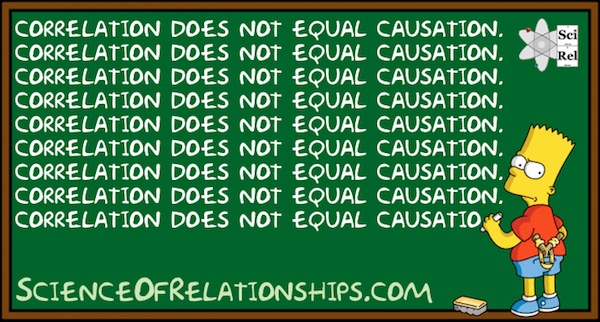 CORRELATION DOES NOT EQUAL CAUSATION.
CORRELATION DOES NOT EQUAL CAUSATION.
CORRELATION DOES NOT EQUAL CAUSATION.
CORRELATION DOES NOT EQUAL CAUSATION.
CORRELATION DOES NOT EQUAL CAUSATION.
CORRELATION DOES NOT EQUAL CAUSATION.
CORRELATION DOES NOT EQUAL CAUSATION.
CORRELATION DOES NOT EQUAL CAUSATION.
CORRELATION DOES NOT EQUAL CAUSATIO
Sci
Rel
SCIENCEOFRELATIONSHIPS.COM